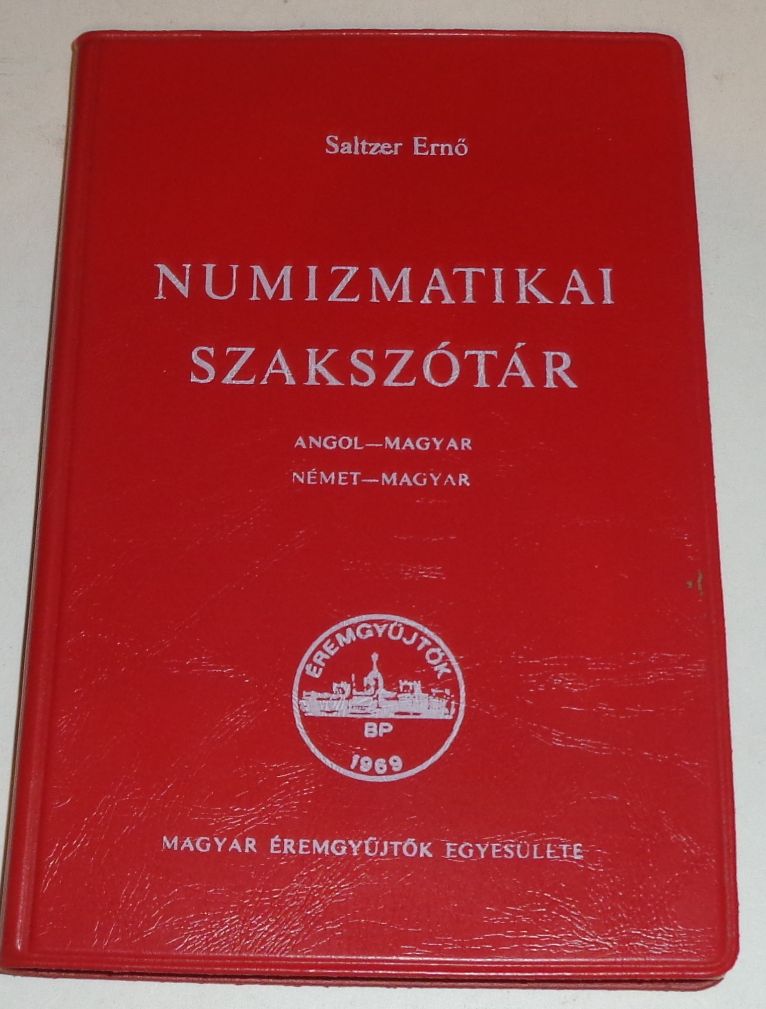 Saltzer Ernő
NUMIZMATIKAI
SZAKSZÓTÁR
ANGOL—MAGYAR
NÉMET—MAGYAR
ÉREMGYŰJTŐK
BP
1969
MAGYAR ÉREMGYŰJTŐK EGYESÜLETE